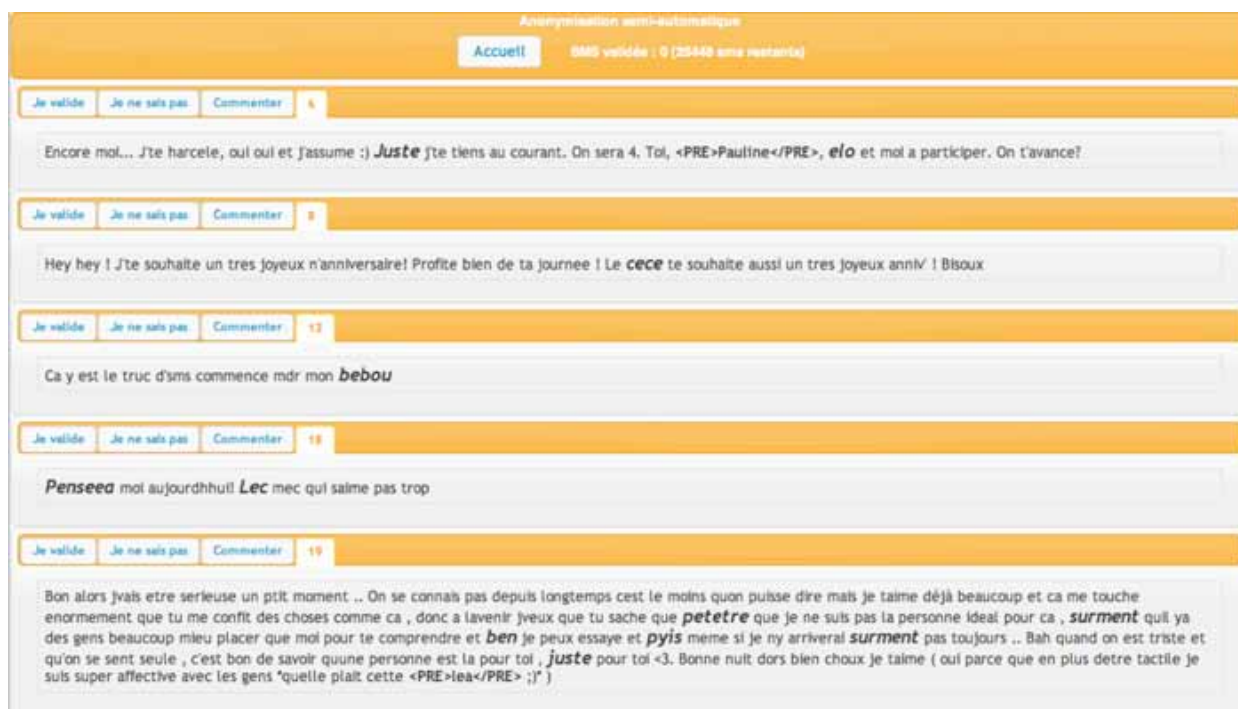 Anonymisation semi-automatique
Accueil SMS validés : 0 (25448 sms restants)
Je valide Je ne sais pas Commenter
Encore moi... J'te harcele, oui oui et j'assume :) Juste j'te tiens au courant. On sera 4. Toi, <PRE>Pauline</PRE>, elo et moi a participer. On t'avance?
Je valide Je ne sais pas Commenter 8
Hey hey ! J'te souhaite un tres joyeux n'anniversaire! Profite bien de ta journee ! Le cece te souhaite aussi un tres joyeux anniv' ! Bisoux
Je valide Je ne sais pas Commenter
Ca y est le truc d'sms commence mdr mon bebou
Je valide Je ne sais pas Commenter 18
Penseea moi aujourdhhui! Lec mec qui saime pas trop
Je valide Je ne sais pas Commenter 19
Bon alors jvais etre serieuse un ptit moment .. On se connais pas depuis longtemps cest le moins quon puisse dire mais je taime déjà beaucoup et ca me touche
enormement que tu me confit des choses comme ca , donc a lavenir jveux que tu sache que petetre que je ne suis pas la personne ideal pour ca , surment quil ya
des gens beaucoup mieu placer que moi pour te comprendre et ben je peux essaye et pyis meme si je ny arriverai surment pas toujours .. Bah quand on est triste et
qu'on se sent seule , c'est bon de savoir quune personne est la pour toi , juste pour toi <3. Bonne nuit dors bien choux je taime ( oui parce que en plus detre tactile je
suis super affective avec les gens "quelle plait cette <PRE>lea</PRE> ;)" )